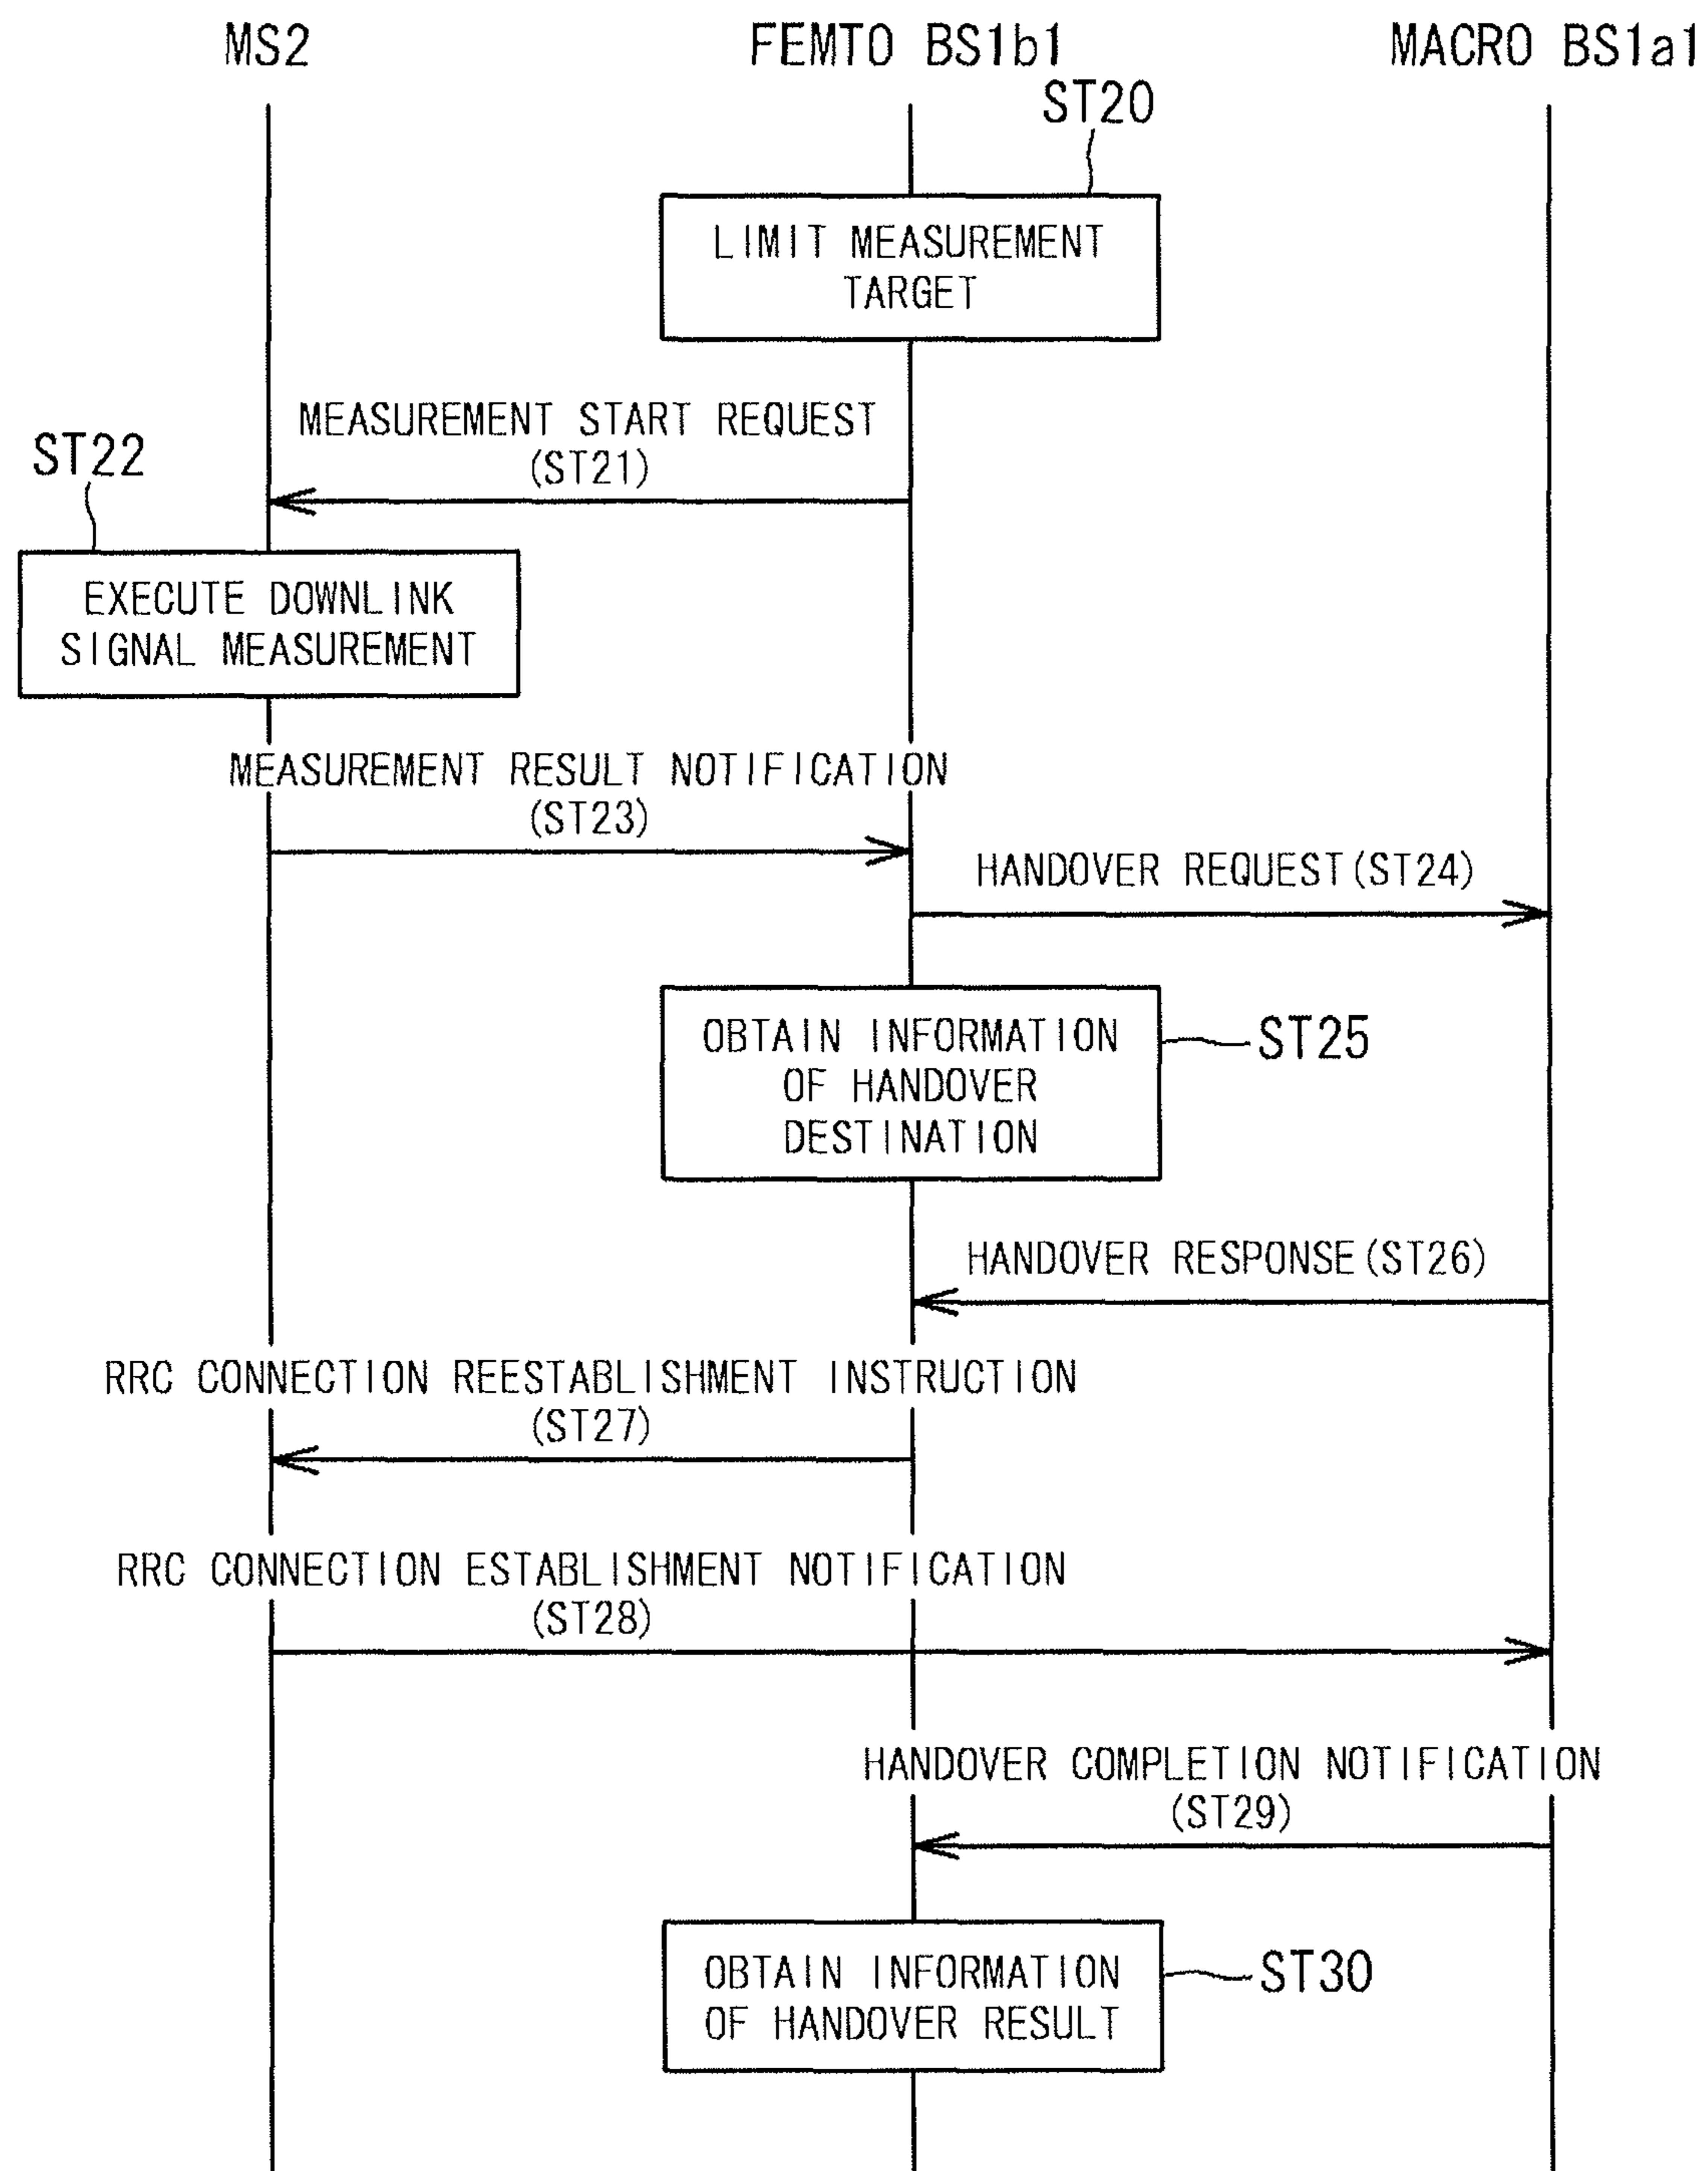 MS2
FEMTO BS1b1
MACRO BS1a1
ST20
LIMIT MEASUREMENT
TARGET
MEASUREMENT START REQUEST
(ST21)
ST22
EXECUTE DOWNLINK
SIGNAL MEASUREMENT
MEASUREMENT RESULT NOTIFICATION
(ST23)
HANDOVER REQUEST(ST24)
OBTAIN INFORMATION
OF HANDOVER
DESTINATION
ST25
HANDOVER RESPONSE(ST26)
RRC CONNECTION REESTABLISHMENT INSTRUCTION
(ST27)
RRC CONNECTION ESTABLISHMENT NOTIFICATION
(ST28)
HANDOVER COMPLETION NOTIFICATION
(ST29)
OBTAIN INFORMATION
OF HANDOVER RESULT
ST30